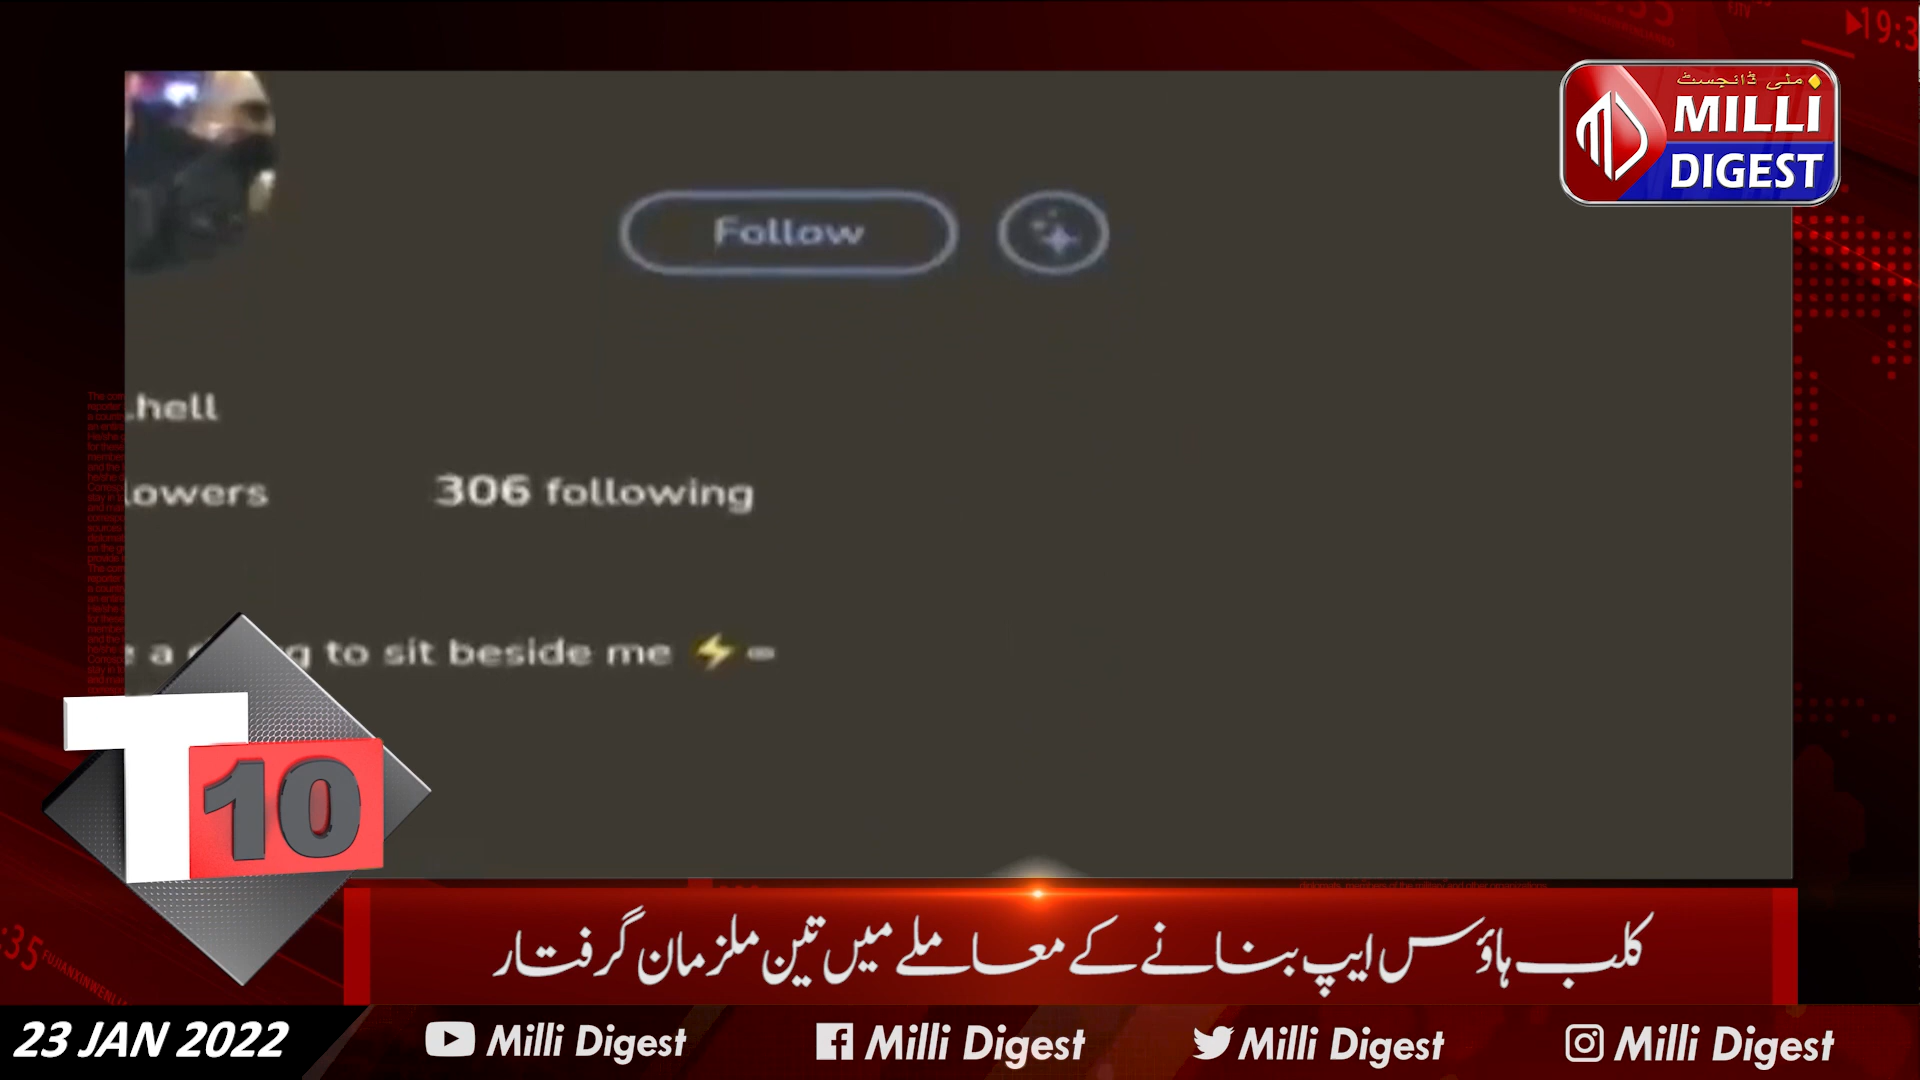 ملی ڈائجسٹ
MILLI
DIGEST
Follow
.hell
lowers
306 following
a
g to sit beside me ⚡
T
10
کلب ہاؤس ایپ بنانے کے معاملے میں تین ملزمان گرفتار
23 JAN 2022
Milli Digest
Milli Digest
Milli Digest
Milli Digest